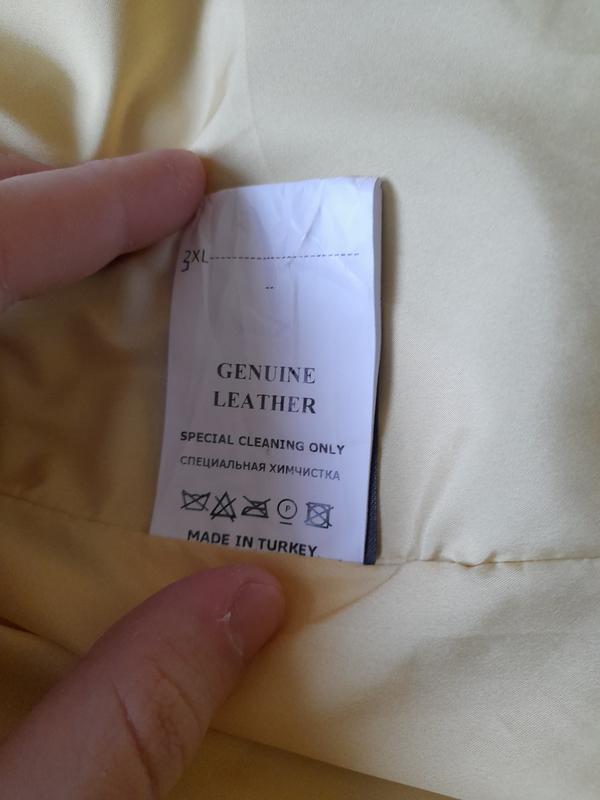 3XL
GENUINE
LEATHER
SPECIAL CLEANING ONLY
СПЕЦИАЛЬНАЯ ХИМЧИСТКА
P
MADE IN TURKEY